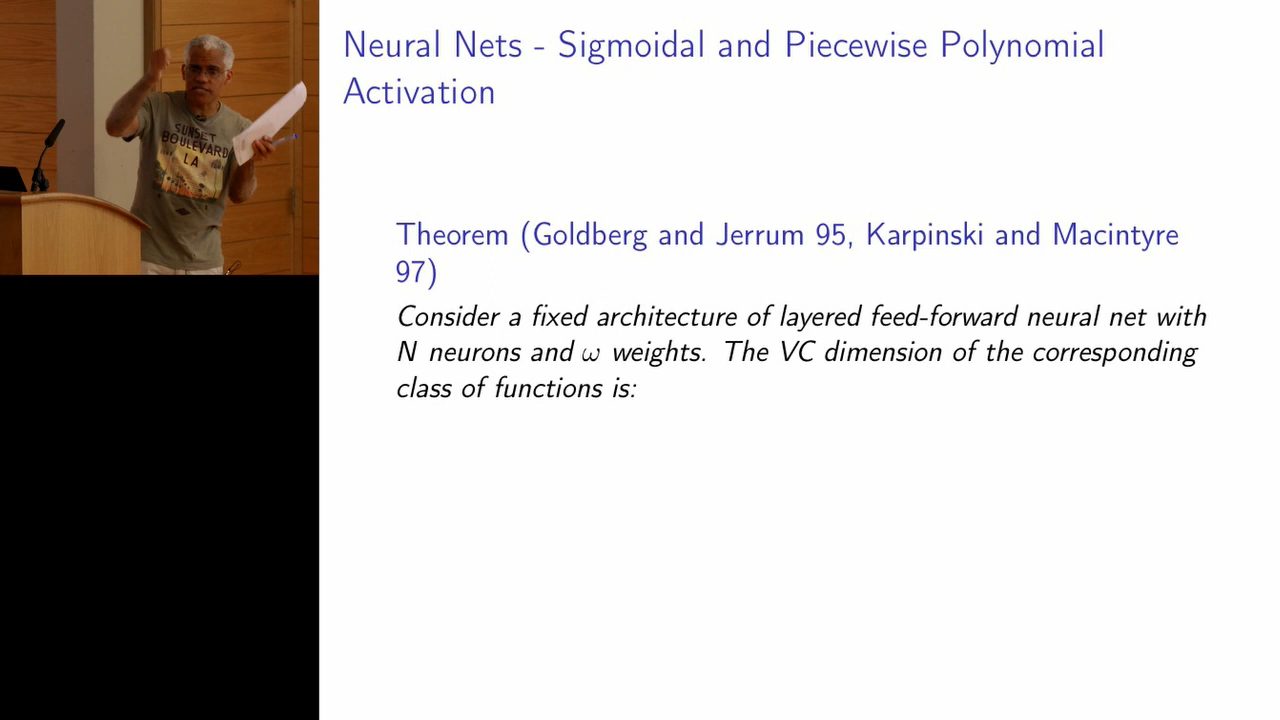 SUNSET
BOULEVARD
LA
Neural Nets - Sigmoidal and Piecewise Polynomial
Activation
Theorem (Goldberg and Jerrum 95, Karpinski and Macintyre
97)
Consider a fixed architecture of layered feed-forward neural net with
N neurons and ω weights. The VC dimension of the corresponding
class of functions is: